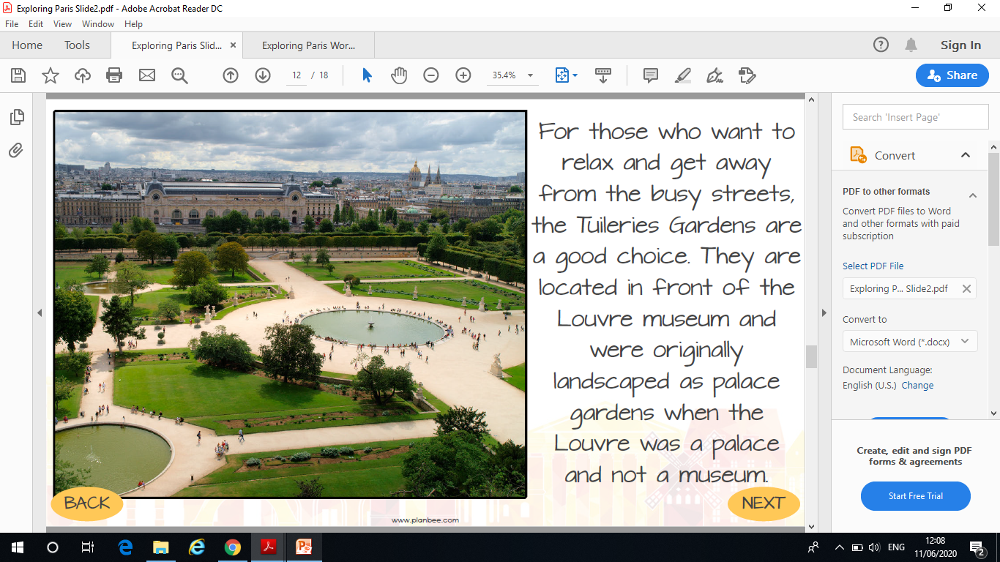 Exploring Paris Slide2.pdf - Adobe Acrobat Reader DC
File Edit View Window Help
Home Tools Exploring Paris Slid... × Exploring Paris Wor... Sign In
12 / 18 35.4% Share
For those who want to
relax and get away
from the busy streets,
the Tuileries Gardens are
a good choice. They are
located in front of the
Louvre museum and
were originally
landscaped as palace
gardens when the
Louvre was a palace
and not a museum.
BACK
NEXT
www.planbee.com
Search 'Insert Page'
Convert
PDF to other formats
Convert PDF files to Word
and other formats with paid
subscription
Select PDF File
Exploring P... Slide2.pdf
Convert to
Microsoft Word (*.docx)
Document Language:
English (U.S.) Change
Create, edit and sign PDF
forms & agreements
Start Free Trial
ENG
12:08
11/06/2020
2